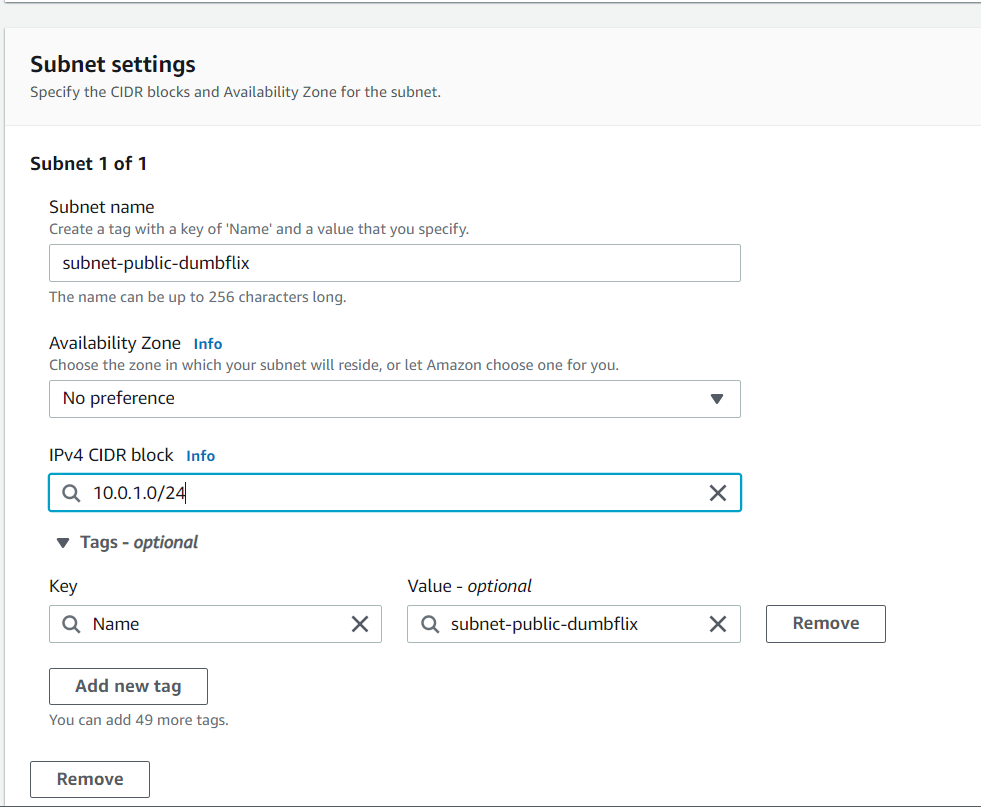 Subnet settings
Specify the CIDR blocks and Availability Zone for the subnet.
Subnet 1 of 1
Subnet name
Create a tag with a key of 'Name' and a value that you specify.
subnet-public-dumbflix
The name can be up to 256 characters long.
Availability Zone Info
Choose the zone in which your subnet will reside, or let Amazon choose one for you.
No preference
IPv4 CIDR block Info
10.0.1.0/24
Tags - optional
Key Value - optional
Name subnet-public-dumbflix Remove
Add new tag
You can add 49 more tags.
Remove